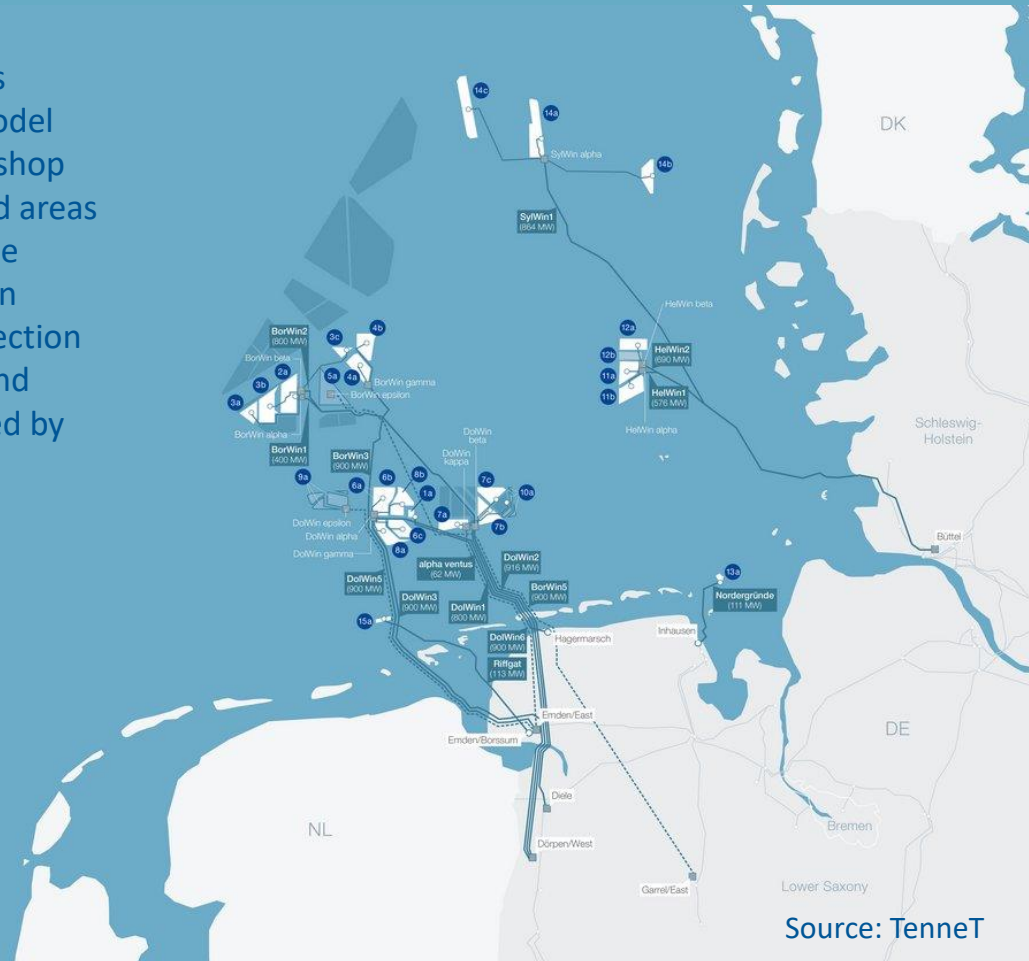 s
odel
shop
d areas
e
n
ection
nd
ed by
14c
14a
SylWin alpha
14b
DK
SylWin1
(864 MW)
HelWin beta
12a
12b
11a
11b
HelWin2
(690 MW)
HelWin1
(576 MW)
HelWin alpha
BorWin2
(800 MW)
3c
4b
BorWin beta
2a
5a
4a
BorWin gamma
3b
BorWin epsilon
3a
BorWin alpha
BorWin1
(400 MW)
BorWin3
(900 MW)
DolWin
beta
DolWin
kappa
Schleswig-
Holstein
9a
6a
6b
8b
1a
7c
10a
7a
7b
DolWin epsilon
DolWin alpha
6c
DolWin gamma
8a
Büttel
alpha ventus
(62 MW)
DolWin2
(916 MW)
DolWin5
(900 MW)
BorWin5
(900 MW)
DolWin3
(900 MW)
DolWin1
(800 MW)
13a
Nordergründe
(111 MW)
15a
DolWin6
(900 MW)
Hagermarsch
Inhausen
Riffgat
(113 MW)
Emden/East
Emden/Borssum
DE
Diele
NL
Bremen
Dörpen/West
Garrel/East
Lower Saxony
Source: TenneT